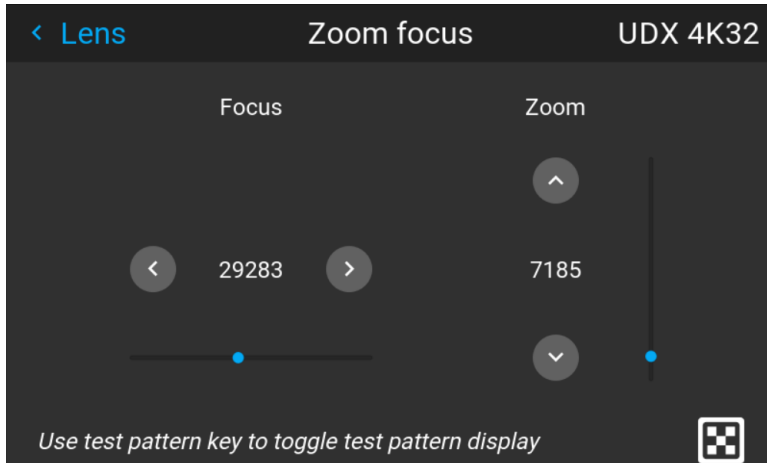 Lens Zoom focus UDX 4K32
Focus Zoom
29283 7185
Use test pattern key to toggle test pattern display